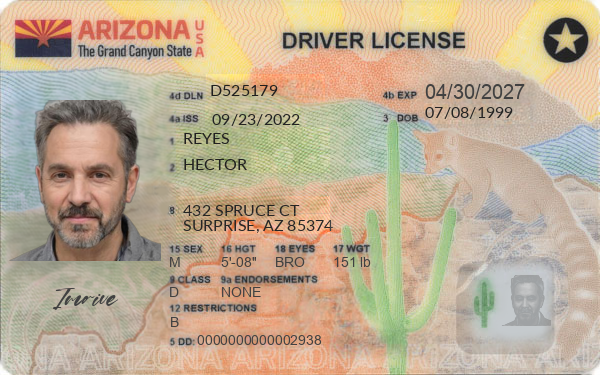 ARIZONA USA
The Grand Canyon State
DRIVER LICENSE
4d DLN D525179
4b EXP 04/30/2027
4a ISS 09/23/2022
3 DOB 07/08/1999
1 REYES
2 HECTOR
8 432 SPRUCE CT
SURPRISE, AZ 85374
15 SEX 16 HGT 18 EYES 17 WGT
M 5'-08" BRO 151 lb
9 CLASS 9a ENDORSEMENTS
D NONE
12 RESTRICTIONS
B
5 DD: 0000000000002938
ONA ARIZONA ARIZONA ARIZONA ARIZONA ARIZ